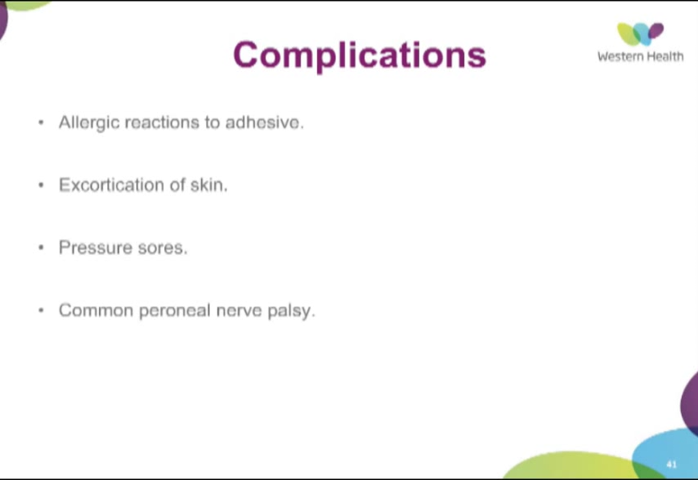 Complications
Western Health
• Allergic reactions to adhesive.
• Excortication of skin.
• Pressure sores.
• Common peroneal nerve palsy.
41